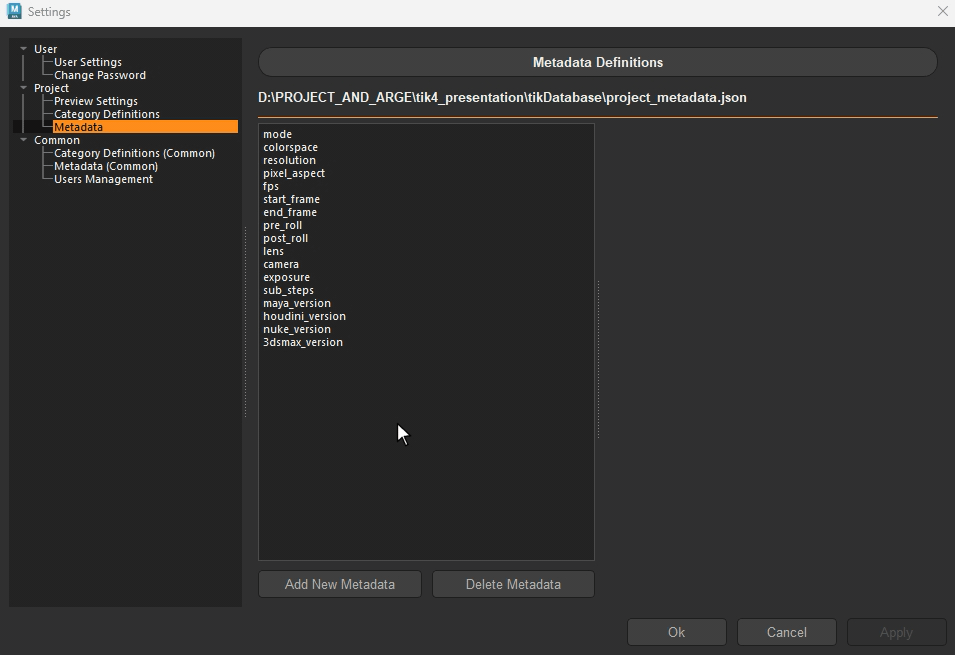 Settings
User
User Settings
Change Password
Project
Preview Settings
Category Definitions
Metadata
Common
Category Definitions (Common)
Metadata (Common)
Users Management
Metadata Definitions
D:\PROJECT_AND_ARGE\tik4_presentation\tikDatabase\project_metadata.json
mode
colorspace
resolution
pixel_aspect
fps
start_frame
end_frame
pre_roll
post_roll
lens
camera
exposure
sub_steps
maya_version
houdini_version
nuke_version
3dsmax_version
Add New Metadata
Delete Metadata
Ok
Cancel
Apply